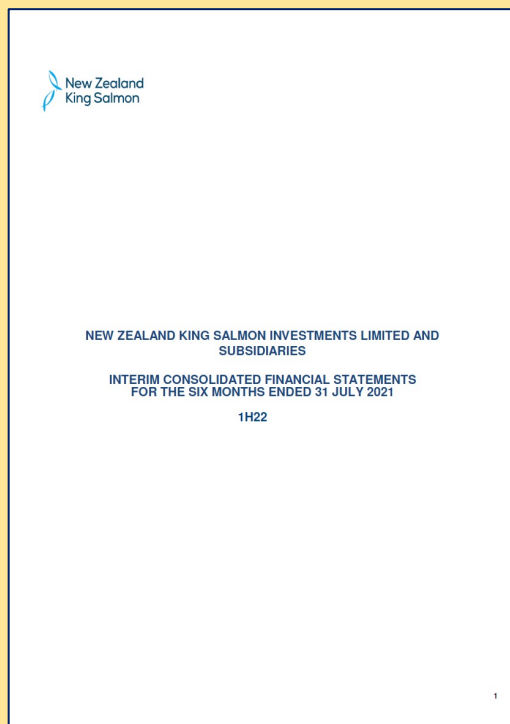 New Zealand
King Salmon
NEW ZEALAND KING SALMON INVESTMENTS LIMITED AND
SUBSIDIARIES
INTERIM CONSOLIDATED FINANCIAL STATEMENTS
FOR THE SIX MONTHS ENDED 31 JULY 2021
1H22
1